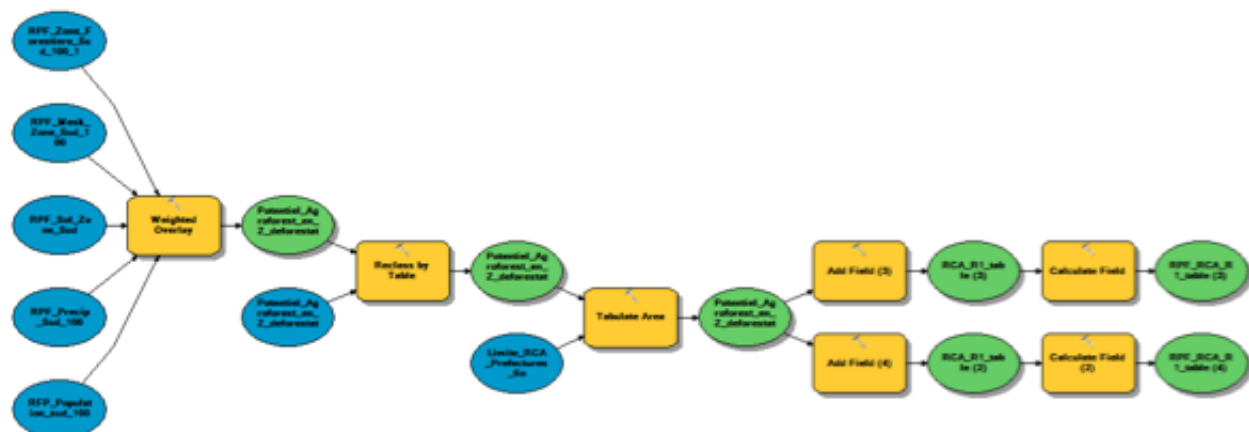 RPF_Zone_F
orestiere_Su
d_100_1
RPF_Mask_
Zone_Sud_1
00
RPF_Sol_Zo
ne_Sud
RPF_Precip
_Sud_100
RFP_Populat
ion_sud_100
Weighted
Overlay
Potentiel_Ag
roforest_en_
Z_deforestat
Reclass by
Table
Potentiel_Ag
roforest_en_
Z_deforestat
Potentiel_Ag
roforest_en_
Z_deforestat
Tabulate Area
Limite_RCA
_Prefectures
Potentiel_Ag
roforest_en_
Z_deforestat
Add Field (3)
RCA_R1_tab
le (3)
Calculate Field
RPF_RCA_R
1_table (3)
Add Field (4)
RCA_R1_tab
le (2)
Calculate Field
(2)
RPF_RCA_R
1_table (4)